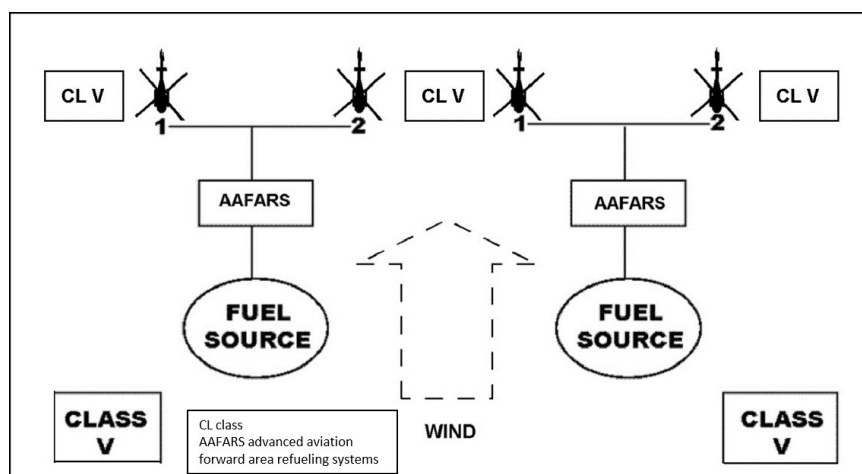 CL V
CL V
CL V
1
2
1
2
AAFARS
AAFARS
FUEL
SOURCE
FUEL
SOURCE
CLASS
V
CL class
AAFARS advanced aviation
forward area refueling systems
WIND
CLASS
V